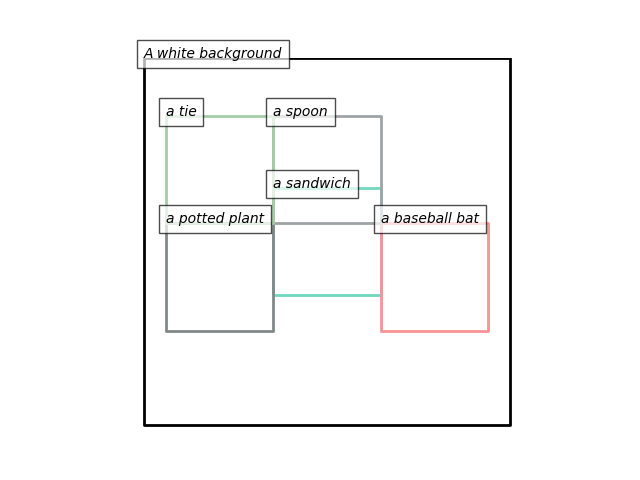 A white background
a tie
a spoon
a sandwich
a potted plant
a baseball bat